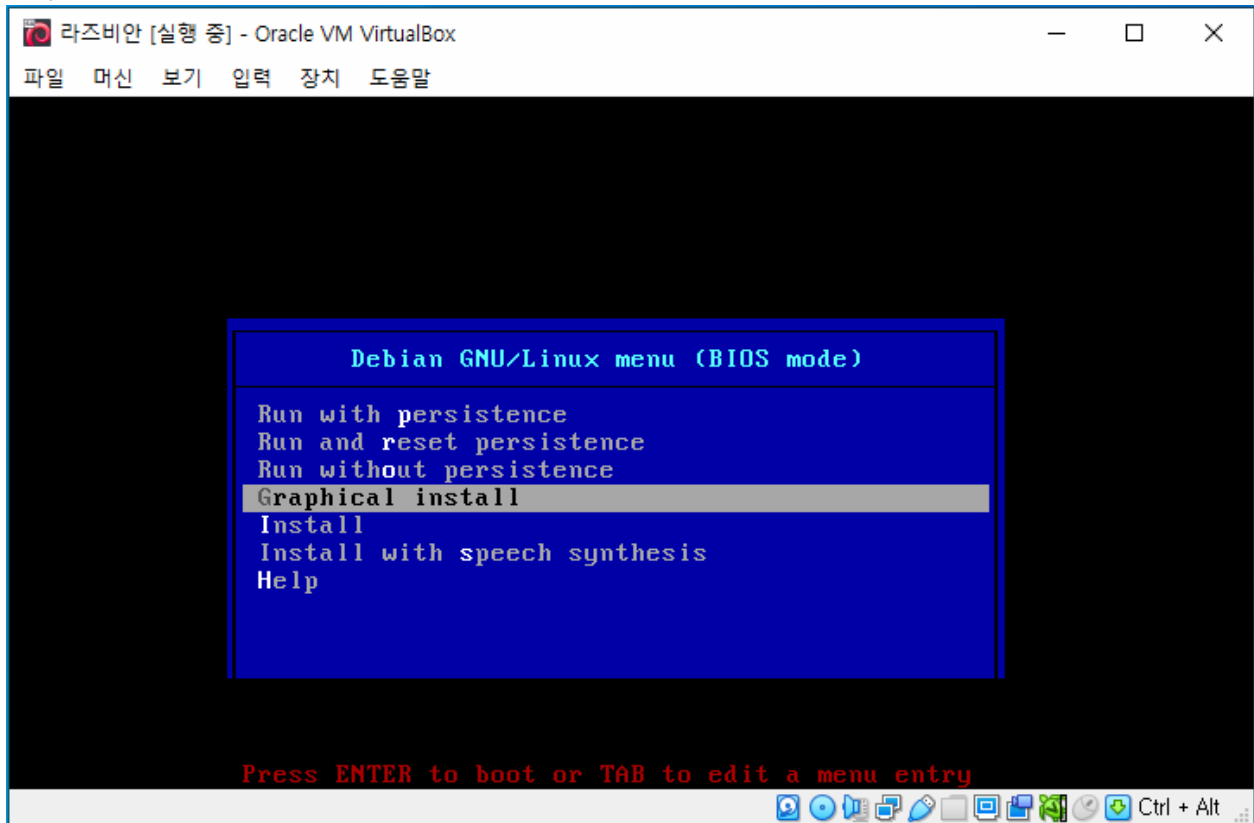 라즈비안 [실행 중] - Oracle VM VirtualBox
파일 머신 보기 입력 장치 도움말
Debian GNU/Linux menu (BIOS mode)
Run with persistence
Run and reset persistence
Run without persistence
Graphical install
Install
Install with speech synthesis
Help
Press ENTER to boot or TAB to edit a menu entry
Ctrl + Alt